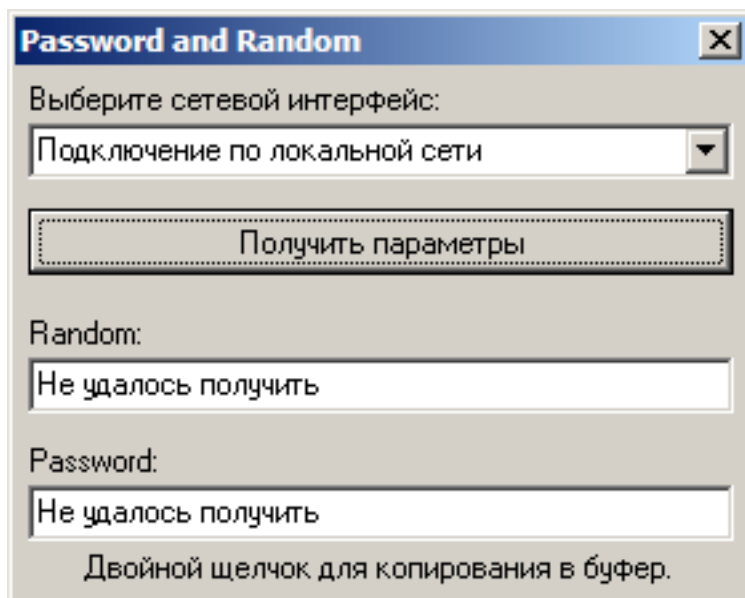 Password and Random
Выберите сетевой интерфейс:
Подключение по локальной сети
Получить параметры
Random:
Не удалось получить
Password:
Не удалось получить
Двойной щелчок для копирования в буфер.